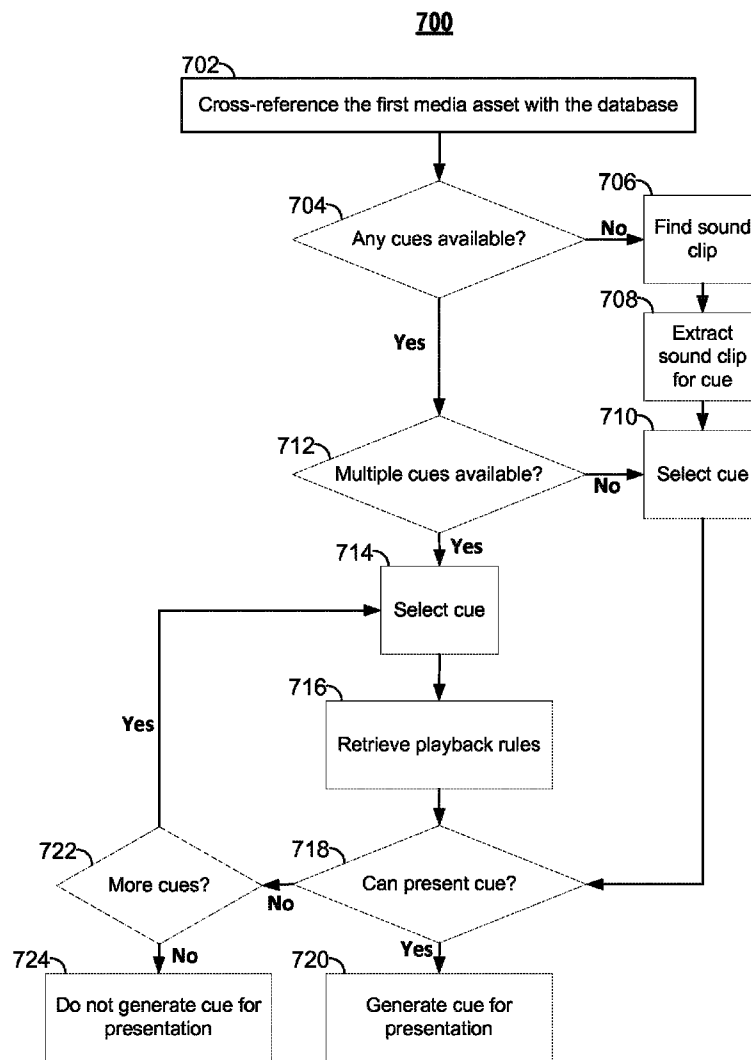 700
702
Cross-reference the first media asset with the database
704
Any cues available?
No
706
Find sound
clip
Yes
708
Extract
sound clip
for cue
710
Select cue
712
Multiple cues available?
No
Yes
714
Select cue
716
Retrieve playback rules
Yes
718
Can present cue?
722
More cues?
No
No
Yes
724
Do not generate cue for
presentation
720
Generate cue for
presentation